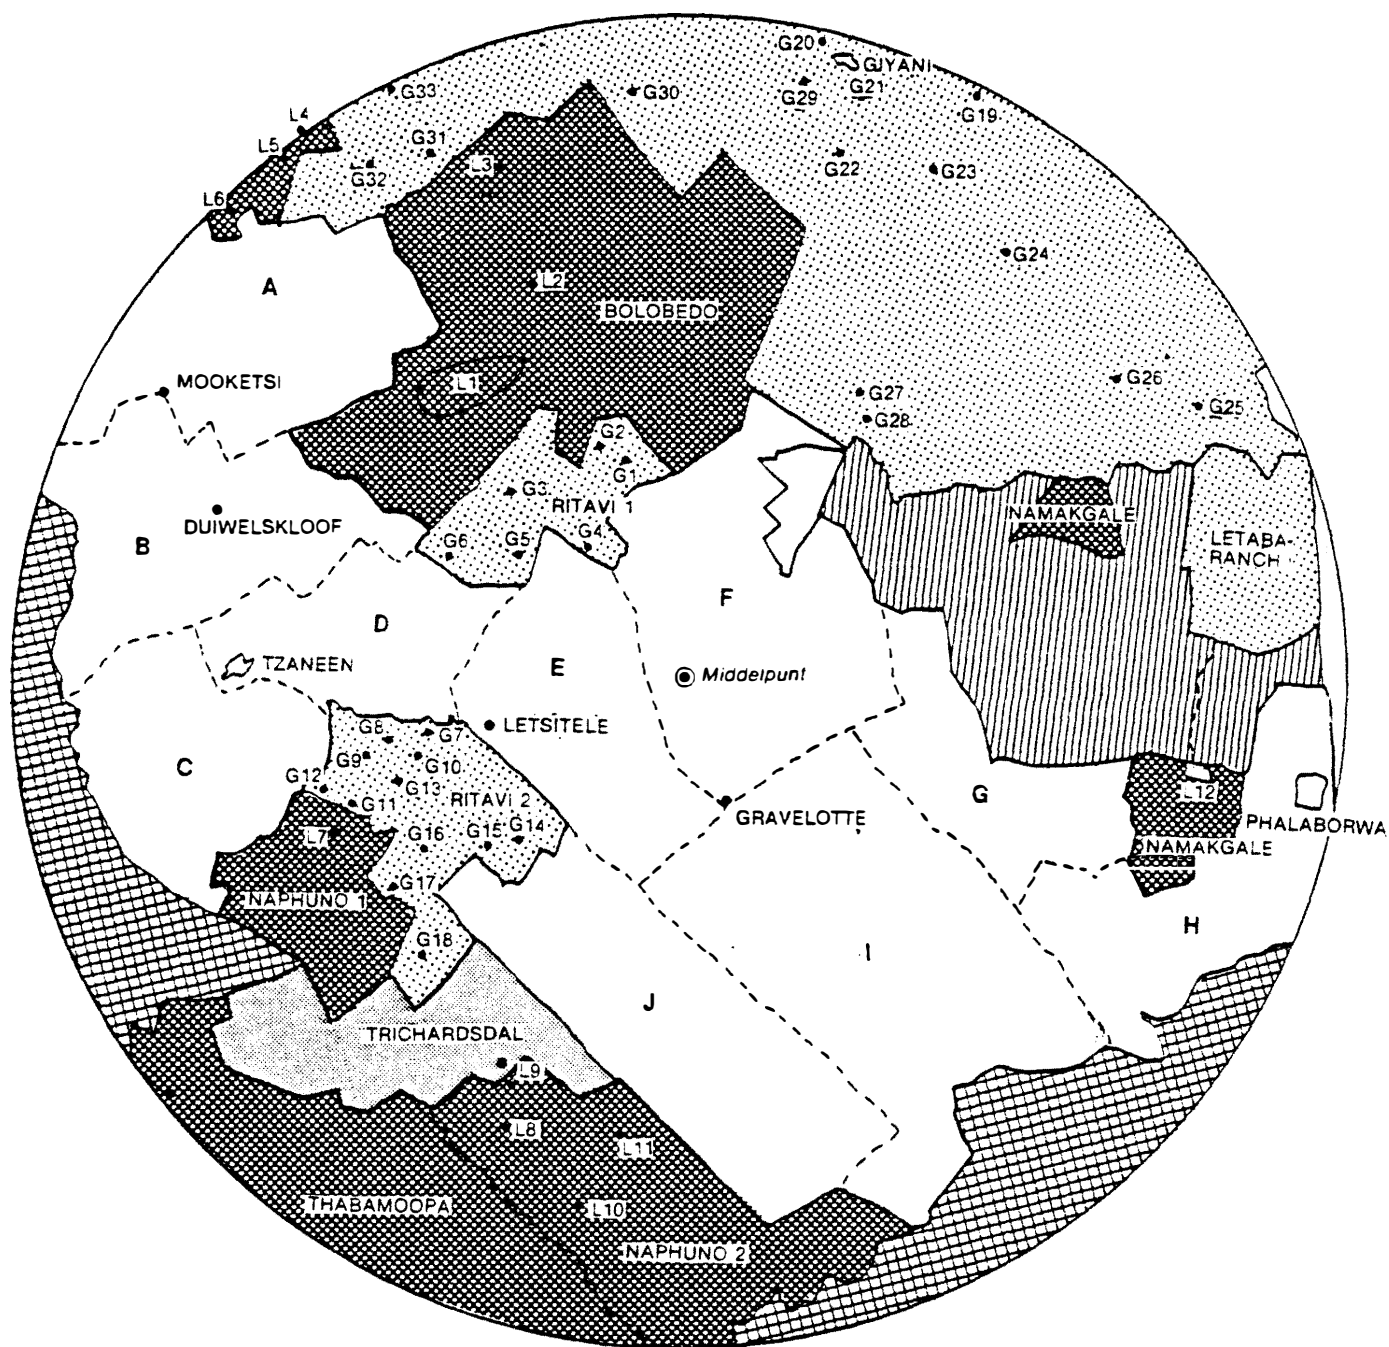 G20
GIYANI
G33
G30
G29
G21
G19
L4
L5
G31
L3
G32
G22
G23
L6
A
L2
G24
BOLOBEDO
MOOKETSI
L1
G27
G26
G28
G25
G2
G1
G3
RITAVI 1
DUIWELSKLOOF
NAMAKGALE
G4
LETABA-
RANCH
B
G6
G5
F
D
TZANEEN
E
Middelpunt
LETSITELE
G8
G7
G9
G10
C
G12
G13
G11
RITAVI 2
G
L12
GRAVELOTTE
PHALABORWA
L7
G16
G15
G14
NAMAKGALE
G17
NAPHUNO 1
H
G18
I
J
TRICHARDSDAL
L9
L8
L11
THABAMOOPA
L10
NAPHUNO 2